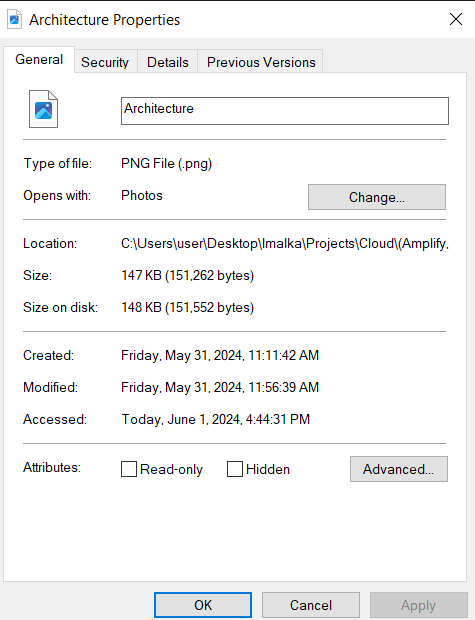 Architecture Properties
General Security Details Previous Versions
Architecture
Type of file: PNG File (.png)
Opens with: Photos Change...
Location: C:\Users\user\Desktop\Imalka\Projects\Cloud\(Amplify,
Size: 147 KB (151,262 bytes)
Size on disk: 148 KB (151,552 bytes)
Created: Friday, May 31, 2024, 11:11:42 AM
Modified: Friday, May 31, 2024, 11:56:39 AM
Accessed: Today, June 1, 2024, 4:44:31 PM
Attributes: Read-only Hidden Advanced...
OK Cancel Apply